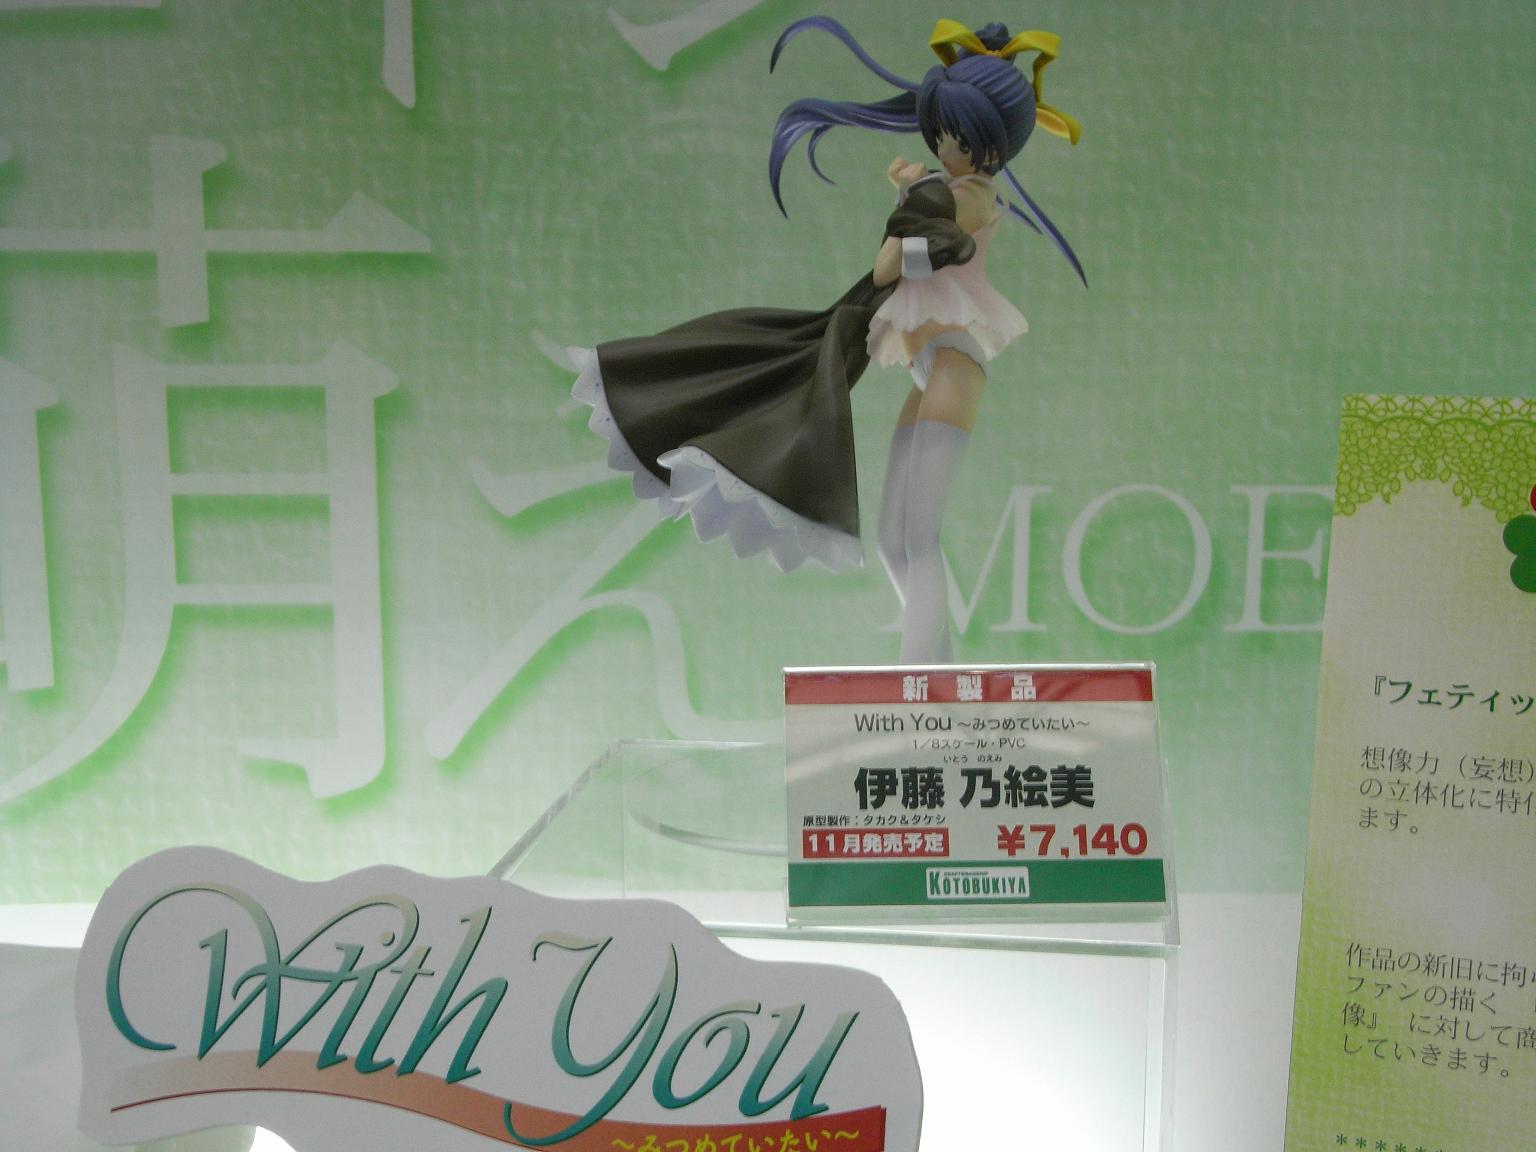 萌え
MOE
新製品
With You ～みつめていたい～
1/8スケール・PVC
いとう のえみ
伊藤 乃絵美
原型製作：タカク＆タケシ
11月発売予定 ￥7,140
KOTOBUKIYA
With You
～みつめていたい～
『フェティッ
想像力（妄想）
の立体化に特化
ます。
作品の新旧に拘ら
ファンの描く
像』 に対して商
していきます。
******